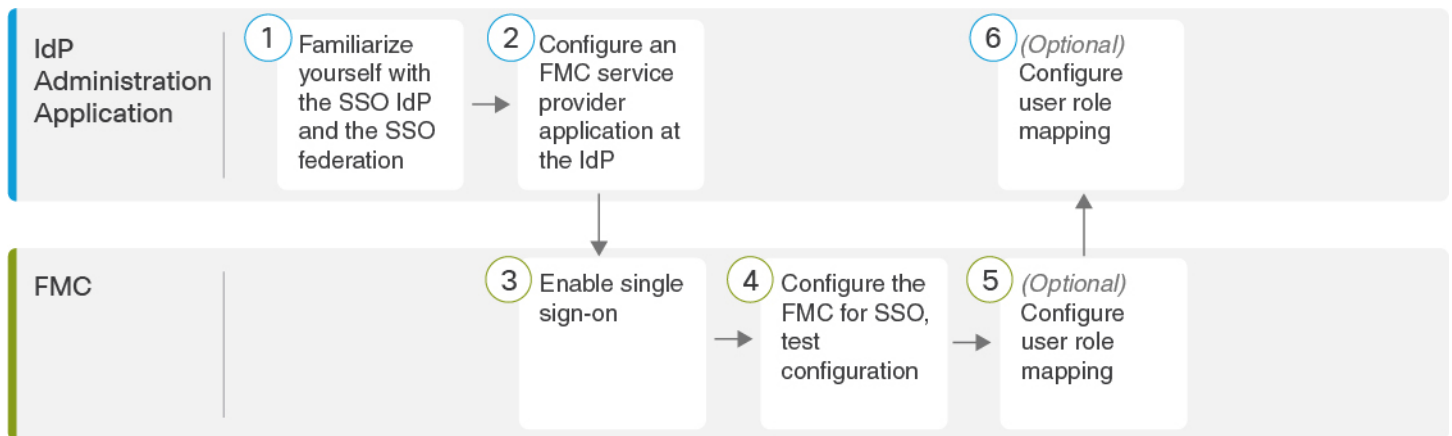 IdP
Administration
Application
1
Familiarize
yourself with
the SSO IdP
and the SSO
federation
2
Configure an
FMC service
provider
application at
the IdP
6
(Optional)
Configure
user role
mapping
FMC
3
Enable single
sign-on
4
Configure the
FMC for SSO,
test
configuration
5
(Optional)
Configure
user role
mapping